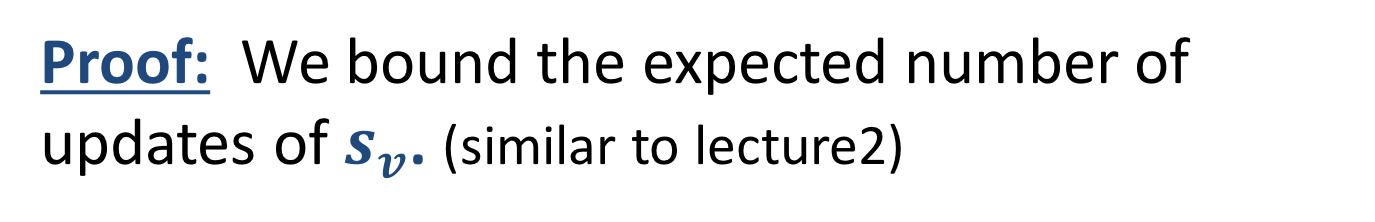 Proof: We bound the expected number of
updates of s_v. (similar to lecture2)